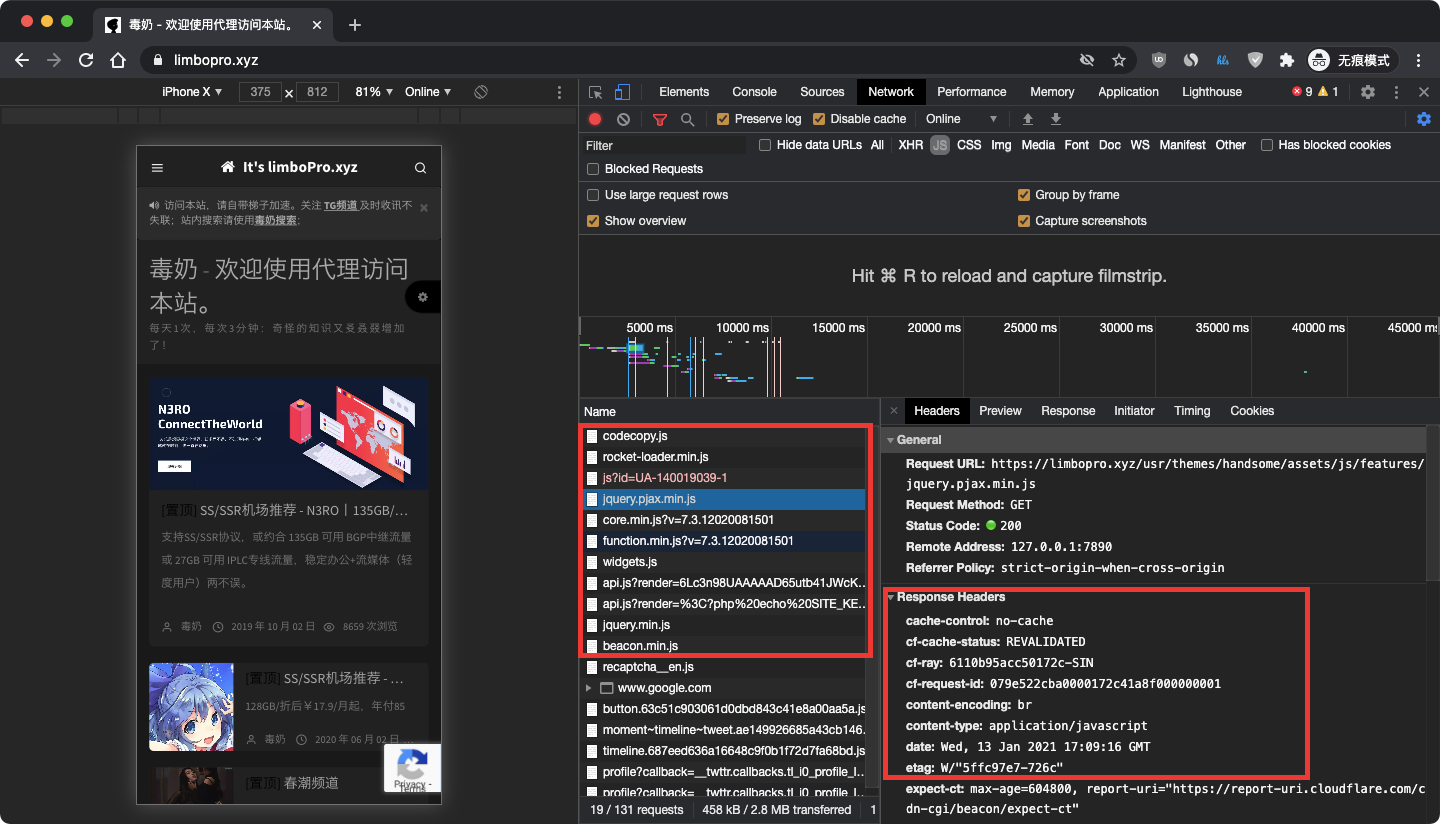 毒奶 - 欢迎使用代理访问本站。
limbopro.xyz
无痕模式
iPhone X ▼ 375 × 812 81% ▼ Online ▼
Elements Console Sources Network Performance Memory Application Lighthouse 9 1
Preserve log Disable cache Online ▼
Filter Hide data URLs All XHR JS CSS Img Media Font Doc WS Manifest Other Has blocked cookies
Blocked Requests
Use large request rows Group by frame
Show overview Capture screenshots
Hit ⌘ R to reload and capture filmstrip.
5000 ms 10000 ms 15000 ms 20000 ms 25000 ms 30000 ms 35000 ms 40000 ms 45000 m
It's limboPro.xyz
访问本站，请自带梯子加速。关注 TG频道 及时收讯不
失联；站内搜索请使用毒奶搜索；
毒奶 - 欢迎使用代理访问
本站。
每天1次，每次3分钟：奇怪的知识又叒叕䨻增加
了！
N3RO
ConnectTheWorld
[置顶] SS/SSR机场推荐 - N3RO丨135GB/…
支持SS/SSR协议，或约合 135GB 可用 BGP中继流量
或 27GB 可用 IPLC专线流量，稳定办公+流媒体（轻
度用户）两不误。
毒奶 2019 年 10 月 02 日 8659 次浏览
[置顶] SS/SSR机场推荐 - …
128GB/折后￥17.9/月起，年付85
毒奶 2020 年 06 月 02 日 …
[置顶] 春潮频道
Privacy -
Terms
Name
codecopy.js
rocket-loader.min.js
js?id=UA-140019039-1
jquery.pjax.min.js
core.min.js?v=7.3.12020081501
function.min.js?v=7.3.12020081501
widgets.js
api.js?render=6Lc3n98UAAAAAD65utb41JWcK…
api.js?render=%3C?php%20echo%20SITE_KE…
jquery.min.js
beacon.min.js
recaptcha__en.js
www.google.com
button.63c51c903061d0dbd843c41e8a00aa5a.js
moment~timeline~tweet.ae149926685a43cb146…
timeline.687eed636a16648c9f0b1f72d7fa68bd.js
profile?callback=__twttr.callbacks.tl_i0_profile_l…
profile?callback=__twttr.callbacks.tl_i0_profile_l…
19 / 131 requests 458 kB / 2.8 MB transferred 1
Headers Preview Response Initiator Timing Cookies
General
Request URL: https://limbopro.xyz/usr/themes/handsome/assets/js/features/
jquery.pjax.min.js
Request Method: GET
Status Code: 200
Remote Address: 127.0.0.1:7890
Referrer Policy: strict-origin-when-cross-origin
Response Headers
cache-control: no-cache
cf-cache-status: REVALIDATED
cf-ray: 6110b95acc50172c-SIN
cf-request-id: 079e522cba0000172c41a8f000000001
content-encoding: br
content-type: application/javascript
date: Wed, 13 Jan 2021 17:09:16 GMT
etag: W/"5ffc97e7-726c"
expect-ct: max-age=604800, report-uri="https://report-uri.cloudflare.com/c
dn-cgi/beacon/expect-ct"